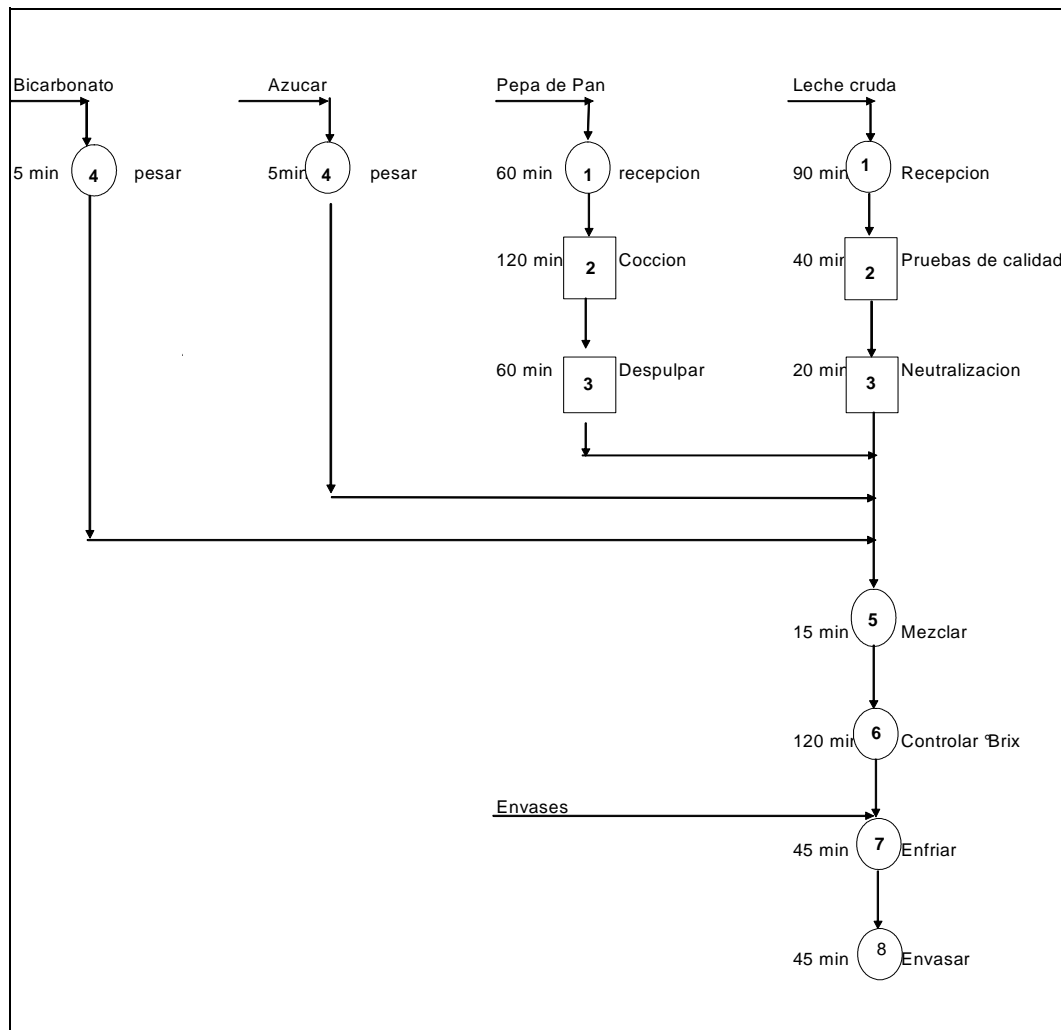 Bicarbonato Azucar Pepa de Pan Leche cruda
5 min 4 pesar 5min 4 pesar 60 min 1 recepcion 90 min 1 Recepcion
120 min 2 Coccion 40 min 2 Pruebas de calidad
60 min 3 Despulpar 20 min 3 Neutralizacion
15 min 5 Mezclar
120 min 6 Controlar °Brix
Envases
45 min 7 Enfriar
45 min 8 Envasar